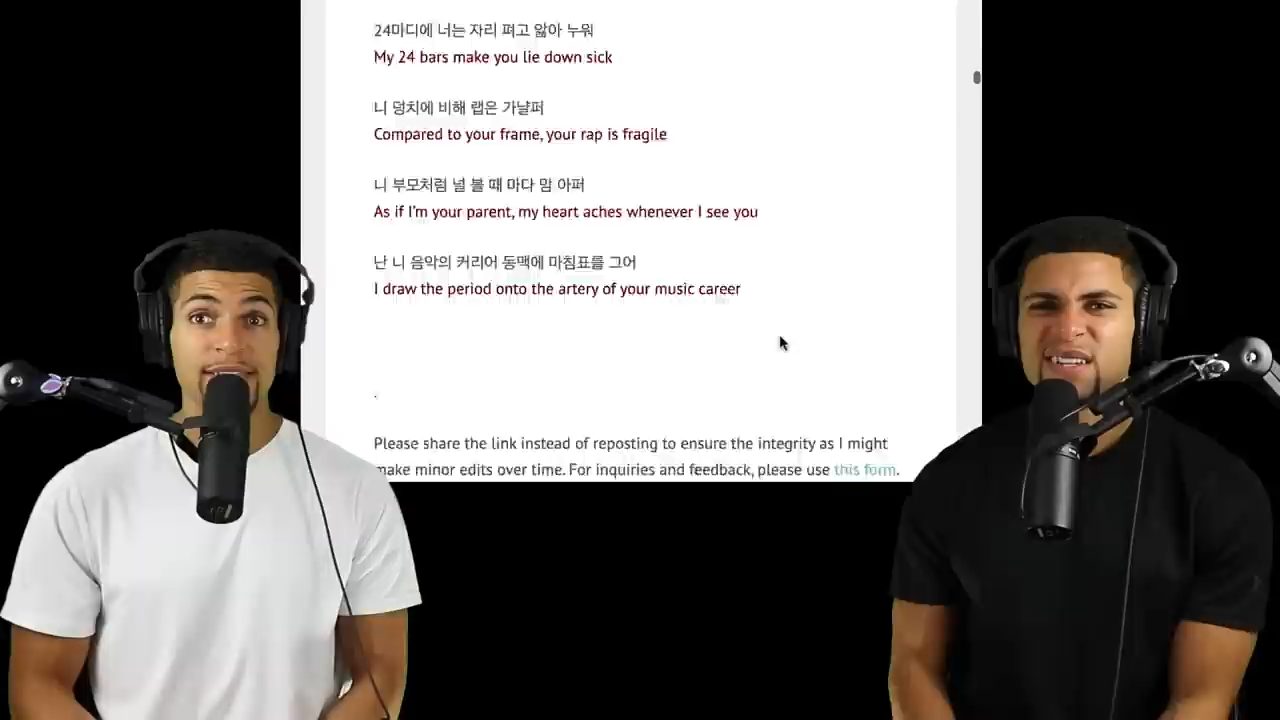 24마디에 너는 자리 펴고 앓아 누워
My 24 bars make you lie down sick
니 덩치에 비해 랩은 가냘퍼
Compared to your frame, your rap is fragile
니 부모처럼 널 볼 때 마다 맘 아퍼
As if I'm your parent, my heart aches whenever I see you
난 니 음악의 커리어 동맥에 마침표를 그어
I draw the period onto the artery of your music career
.
Please share the link instead of reposting to ensure the integrity as I might
make minor edits over time. For inquiries and feedback, please use this form.